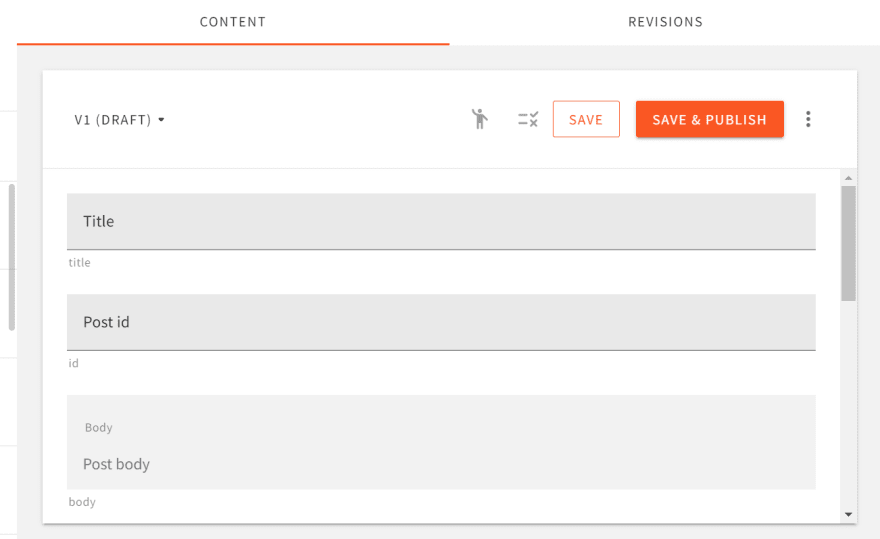 CONTENT
REVISIONS
V1 (DRAFT)
SAVE
SAVE & PUBLISH
Title
title
Post id
id
Body
Post body
body